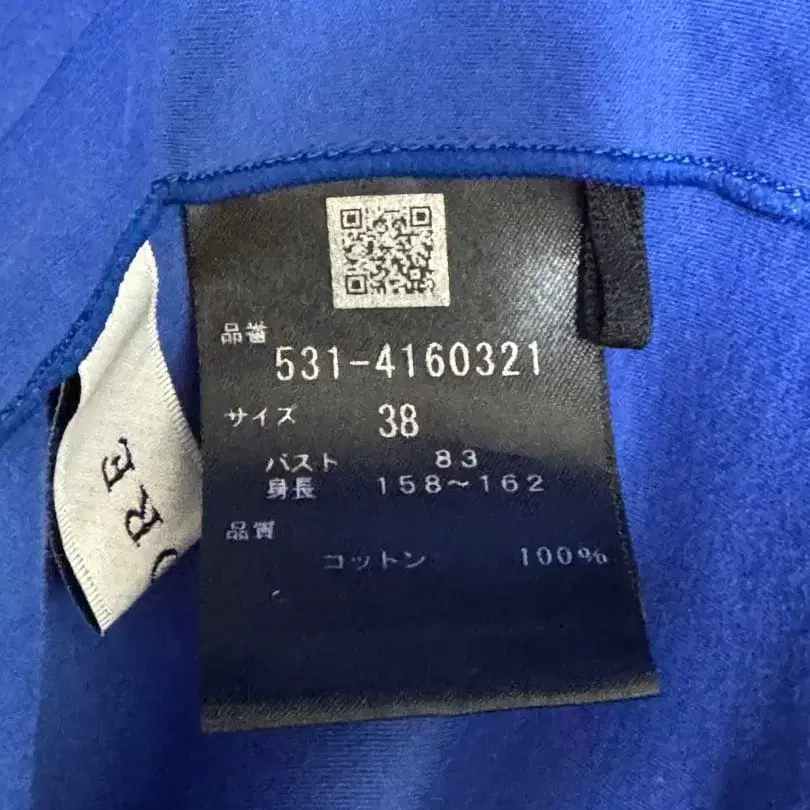 品番
531-4160321
サイズ 38
バスト 83
身長 158～162
品質
コットン 100%
ORE